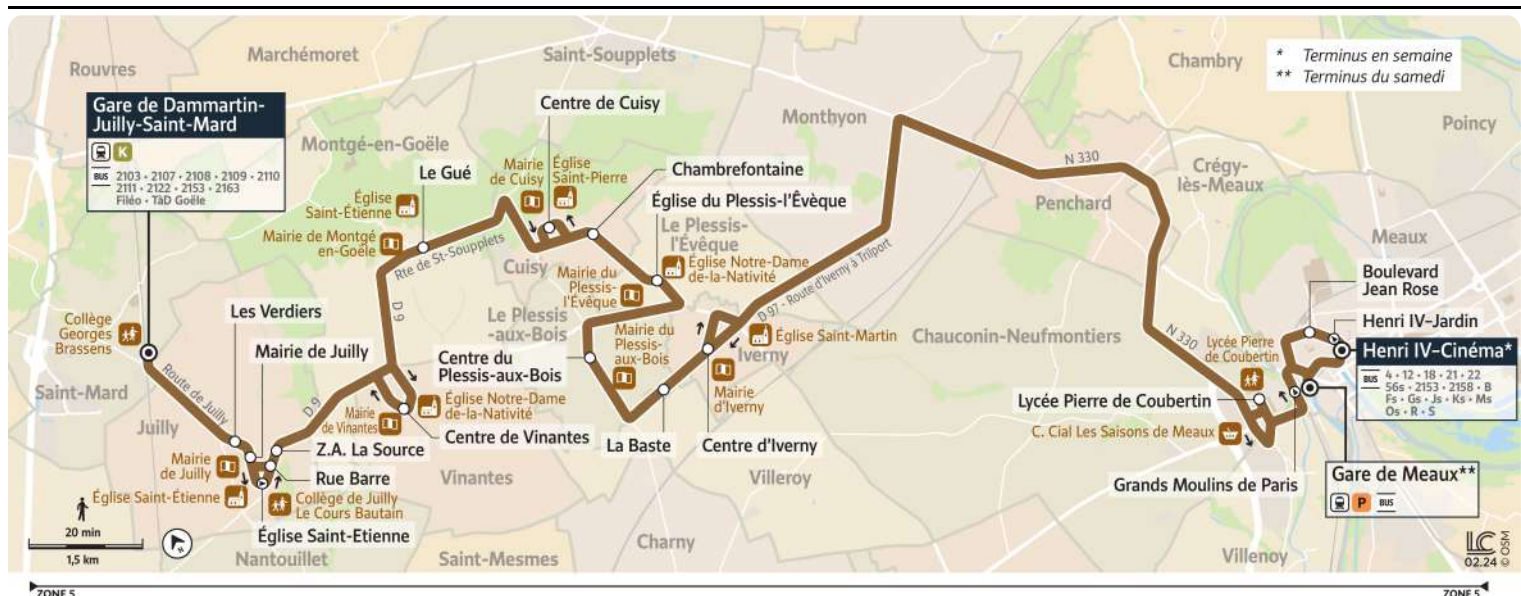 * Terminus en semaine
** Terminus du samedi
Rouvres
Marchémoret
Saint-Soupplets
Chambry
Poincy
Monthyon
Montgé-en-Goële
Crégy-
lès-Meaux
Penchard
Meaux
Gare de Dammartin-
Juilly-Saint-Mard
K
BUS 2103 • 2107 • 2108 • 2109 • 2110
2111 • 2122 • 2153 • 2163
Filéo • TàD Goële
Centre de Cuisy
Mairie
de Cuisy
Église
Saint-Pierre
Chambrefontaine
Le Gué
Église
Saint-Étienne
Mairie de Montgé
en-Goële
Rte de St-Soupplets
Cuisy
Église du Plessis-l'Évèque
Le Plessis-
l'Évêque
Église Notre-Dame
de-la-Nativité
Mairie du
Plessis-
l'Évêque
N 330
D 97 - Route d'Iverny à Trilport
Collège
Georges
Brassens
Les Verdiers
D 9
Le Plessis
-aux-Bois
Mairie du
Plessis-
aux-Bois
Église Saint-Martin
Iverny
Mairie
d'Iverny
Chauconin-Neufmontiers
N 330
Mairie de Juilly
Centre du
Plessis-aux-Bois
Saint-Mard
Route de Juilly
D 9
Mairie
de Vinantes
Église Notre-Dame
de-la-Nativité
Centre de Vinantes
La Baste
Centre d'Iverny
Juilly
Mairie
de Juilly
Z.A. La Source
Rue Barre
Vinantes
Villeroy
Église Saint-Étienne
Collège de Juilly
Le Cours Bautain
Église Saint-Etienne
Nantouillet
Saint-Mesmes
Charny
Villenoy
Boulevard
Jean Rose
Henri IV-Jardin
Henri IV-Cinéma*
BUS 4 • 12 • 18 • 21 • 22
56s • 2153 • 2158 • B
Fs • Gs • Js • Ks • Ms
Os • R • S
Lycée Pierre
de Coubertin
Lycée Pierre de Coubertin
C. Cial Les Saisons de Meaux
Grands Moulins de Paris
Gare de Meaux**
P BUS
20 min
1,5 km
N
LC
02.24 © OSM
ZONE 5
ZONE 5